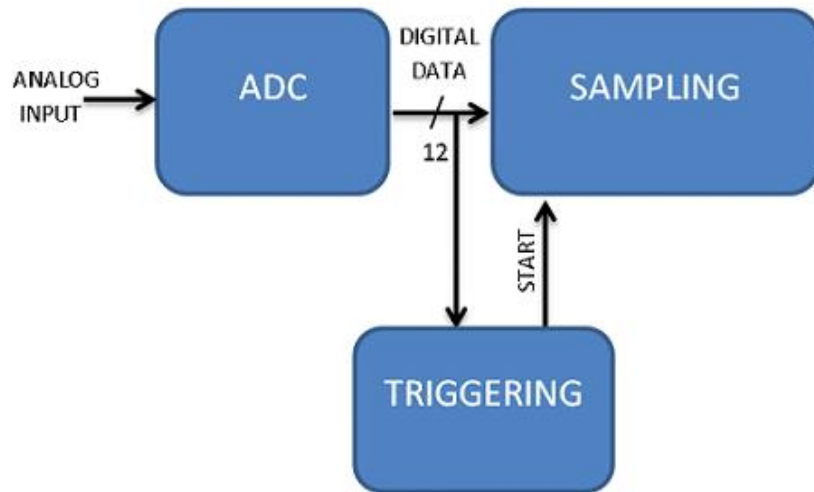 ANALOG
INPUT
ADC
DIGITAL
DATA
12
SAMPLING
START
TRIGGERING